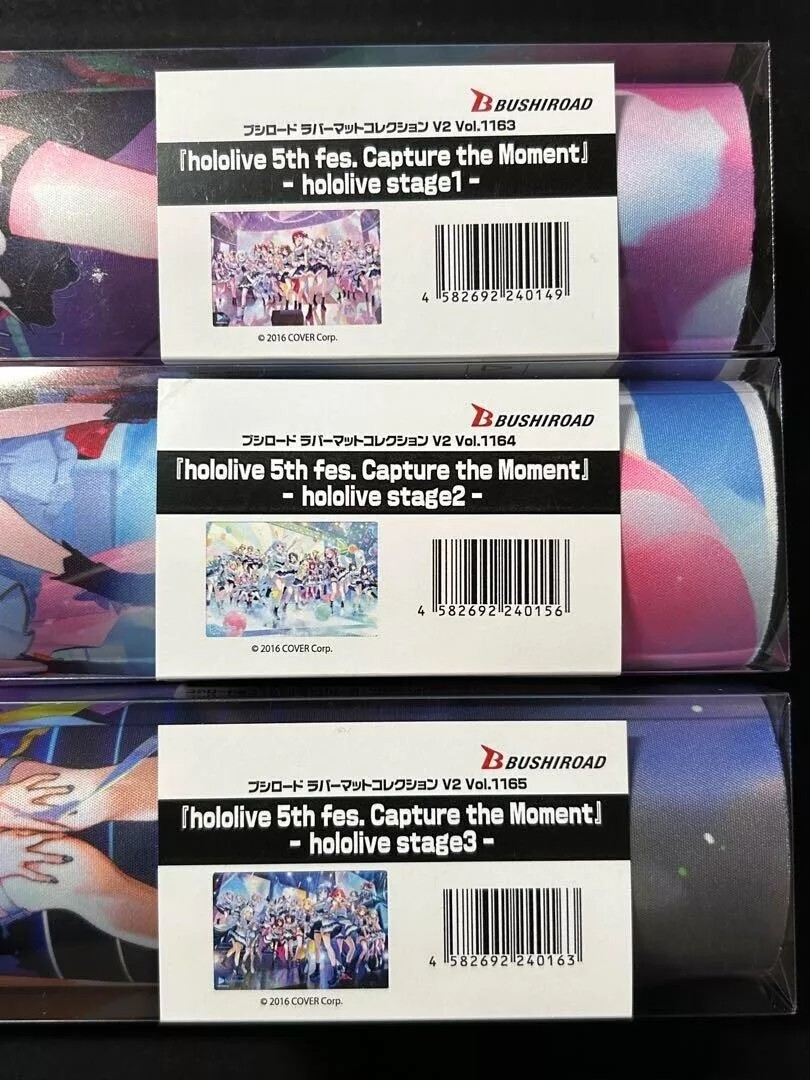 BUSHIROAD
ブシロード ラバーマットコレクション V2 Vol.1163
『hololive 5th fes. Capture the Moment』
- hololive stage1 -
4 582692 240149
© 2016 COVER Corp.
BUSHIROAD
ブシロード ラバーマットコレクション V2 Vol.1164
『hololive 5th fes. Capture the Moment』
- hololive stage2 -
4 582692 240156
© 2016 COVER Corp.
BUSHIROAD
ブシロード ラバーマットコレクション V2 Vol.1165
『hololive 5th fes. Capture the Moment』
- hololive stage3 -
4 582692 240163
© 2016 COVER Corp.